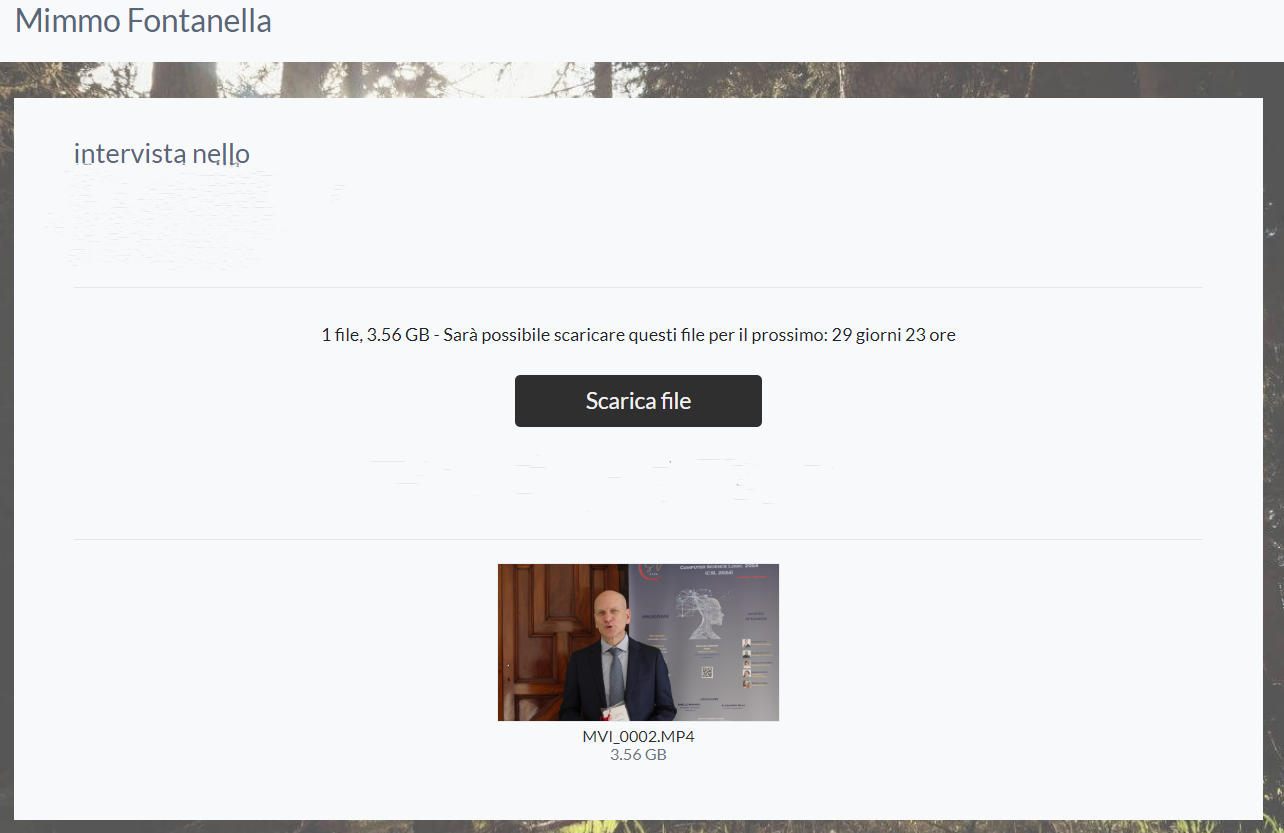 Mimmo Fontanella
intervista nello
1 file, 3.56 GB - Sarà possibile scaricare questi file per il prossimo: 29 giorni 23 ore
Scarica file
COMPUTER SCIENCE LOGIC 2024
(CSL 2024)
MVI_0002.MP4
3.56 GB